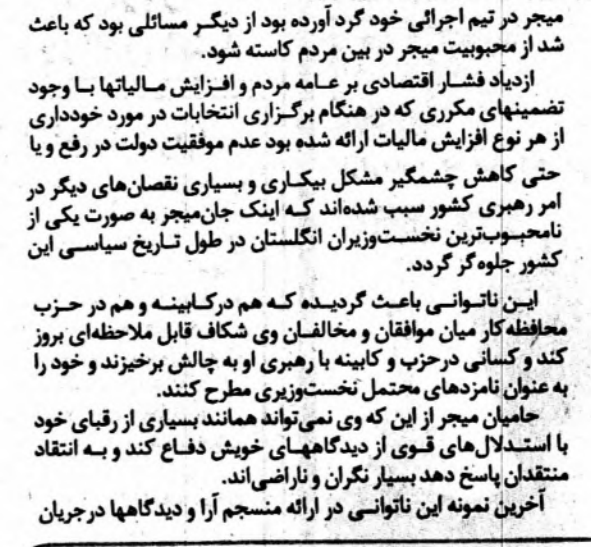 میجر در تیم اجرائی خود گرد آورده بود از دیگر مسائلی بود که باعث
شد از محبوبیت میجر در بین مردم کاسته شود.
ازدیاد فشار اقتصادی بر عامه مردم و افزایش مالیاتها با وجود
تضمینهای مکرری که در هنگام برگزاری انتخابات در مورد خودداری
از هر نوع افزایش مالیات ارائه شده بود عدم موفقیت دولت در رفع و یا
حتی کاهش چشمگیر مشکل بیکاری و بسیاری نقصان‌های دیگر در
امر رهبری کشور سبب شده‌اند که اینک جان‌میجر به صورت یکی از
نامحبوب‌ترین نخست‌وزیران انگلستان در طول تاریخ سیاسی این
کشور جلوه گر گردد.
این ناتوانی باعث گردیده که هم درکابینه و هم در حزب
محافظه کار میان موافقان و مخالفان وی شکاف قابل ملاحظه‌ای بروز
کند و کسانی درحزب و کابینه با رهبری او به چالش برخیزند و خود را
به عنوان نامزدهای محتمل نخست‌وزیری مطرح کنند.
حامیان میجر از این که وی نمی‌تواند همانند بسیاری از رقبای خود
با استدلال‌های قوی از دیدگاههای خویش دفاع کند و به انتقاد
منتقدان پاسخ دهد بسیار نگران و ناراضی‌اند.
آخرین نمونه این ناتوانی در ارائه منسجم آرا و دیدگاهها درجریان